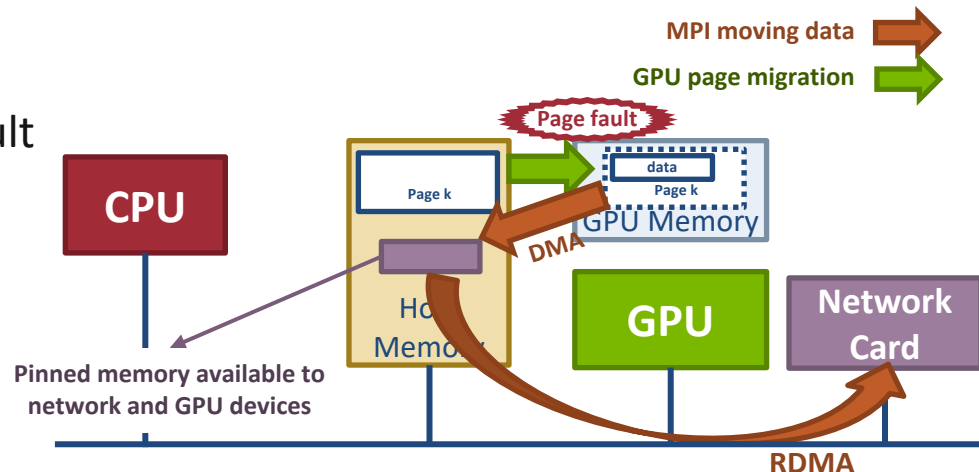 MPI moving data
GPU page migration
Page fault
ult
CPU
Page k
data
Page k
GPU Memory
DMA
GPU
Network
Card
Memory
Pinned memory available to
network and GPU devices
RDMA